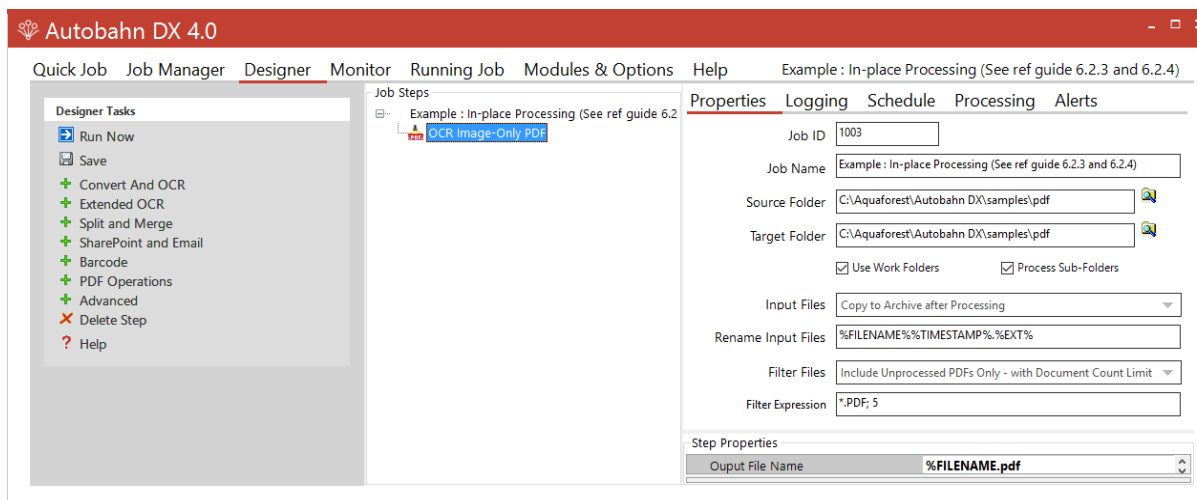 Autobahn DX 4.0
Quick Job Job Manager Designer Monitor Running Job Modules & Options Help Example : In-place Processing (See ref guide 6.2.3 and 6.2.4)
Designer Tasks
Run Now
Save
Convert And OCR
Extended OCR
Split and Merge
SharePoint and Email
Barcode
PDF Operations
Advanced
Delete Step
? Help
Job Steps
Example : In-place Processing (See ref guide 6.2
PDF OCR Image-Only PDF
Properties Logging Schedule Processing Alerts
Job ID 1003
Job Name Example : In-place Processing (See ref guide 6.2.3 and 6.2.4)
Source Folder C:\Aquaforest\Autobahn DX\samples\pdf
Target Folder C:\Aquaforest\Autobahn DX\samples\pdf
Use Work Folders Process Sub-Folders
Input Files Copy to Archive after Processing
Rename Input Files %FILENAME%%TIMESTAMP%.%EXT%
Filter Files Include Unprocessed PDFs Only - with Document Count Limit
Filter Expression *.PDF; 5
Step Properties
Ouput File Name %FILENAME.pdf